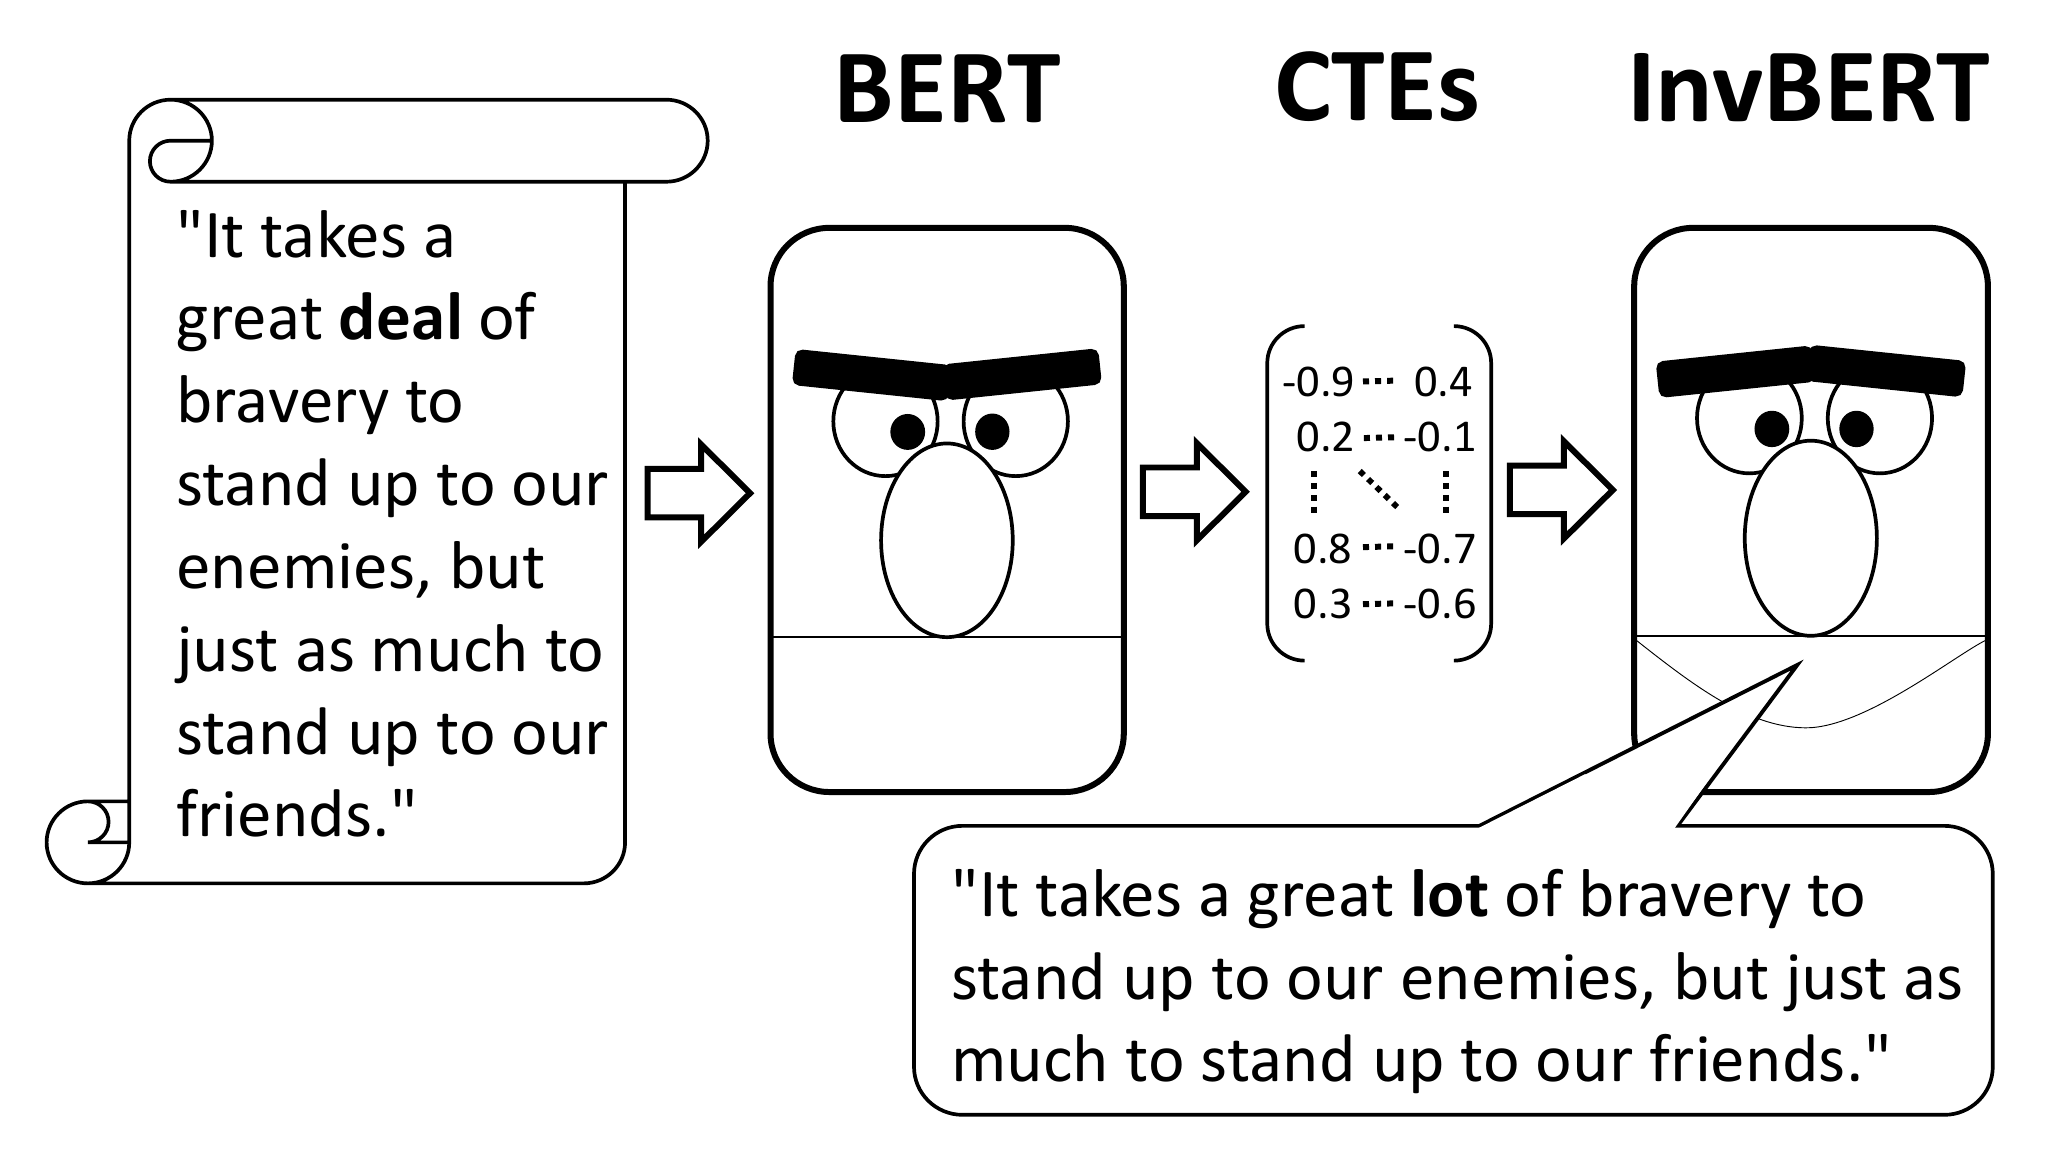 BERT CTEs InvBERT
"It takes a
great deal of
bravery to
stand up to our
enemies, but
just as much to
stand up to our
friends."
-0.9 ... 0.4
0.2 ... -0.1
0.8 ... -0.7
0.3 ... -0.6
"It takes a great lot of bravery to
stand up to our enemies, but just as
much to stand up to our friends."